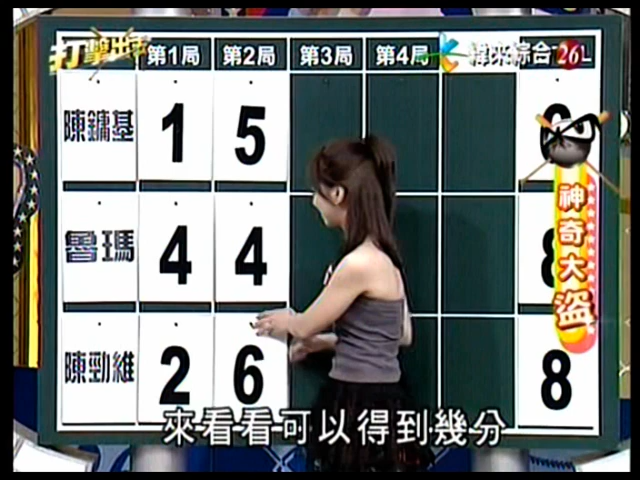 打擊出
第1局 第2局 第3局 第4局
緯來綜合 26 L
陳鏞基 1 5
魯瑪 4 4 8
陳勁維 2 6 8
神奇大盜
來看看可以得到幾分